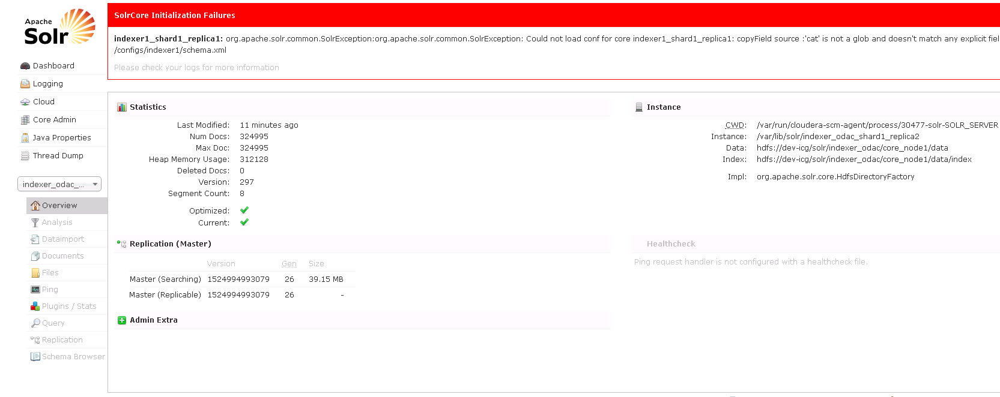 Apache
Solr
SolrCore Initialization Failures
indexer1_shard1_replica1: org.apache.solr.common.SolrException:org.apache.solr.common.SolrException: Could not load conf for core indexer1_shard1_replica1: copyField source :'cat' is not a glob and doesn't match any explicit fiel
/configs/indexer1/schema.xml
Please check your logs for more information
Dashboard
Logging
Cloud
Core Admin
Java Properties
Thread Dump
indexer_odac_...
Overview
Analysis
Dataimport
Documents
Files
Ping
Plugins / Stats
Query
Replication
Schema Browser
Statistics
Last Modified: 11 minutes ago
Num Docs: 324995
Max Doc: 324995
Heap Memory Usage: 312128
Deleted Docs: 0
Version: 297
Segment Count: 8
Optimized:
Current:
Replication (Master)
Version Gen Size
Master (Searching) 1524994993079 26 39.15 MB
Master (Replicable) 1524994993079 26 -
Admin Extra
Instance
CWD: /var/run/cloudera-scm-agent/process/30477-solr-SOLR_SERVER
Instance: /var/lib/solr/indexer_odac_shard1_replica2
Data: hdfs://dev-icg/solr/indexer_odac/core_node1/data
Index: hdfs://dev-icg/solr/indexer_odac/core_node1/data/index
Impl: org.apache.solr.core.HdfsDirectoryFactory
Healthcheck
Ping request handler is not configured with a healthcheck file.